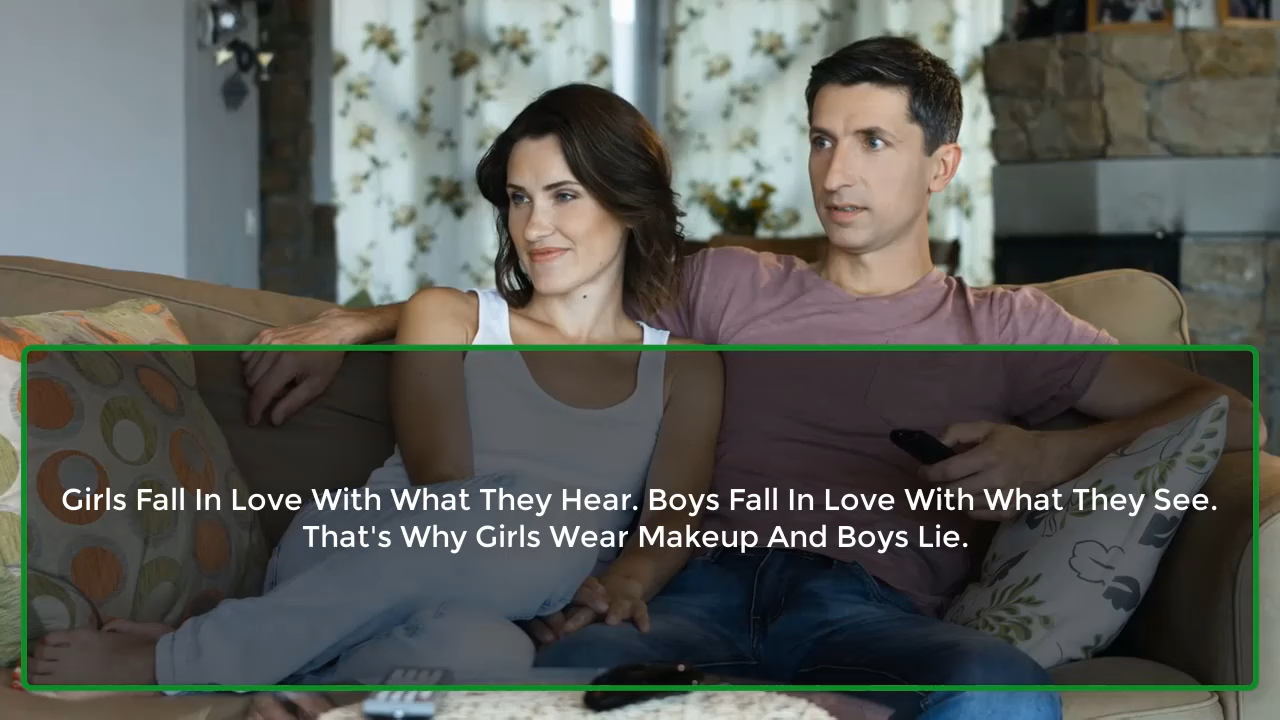 Girls Fall In Love With What They Hear. Boys Fall In Love With What They See.
That's Why Girls Wear Makeup And Boys Lie.